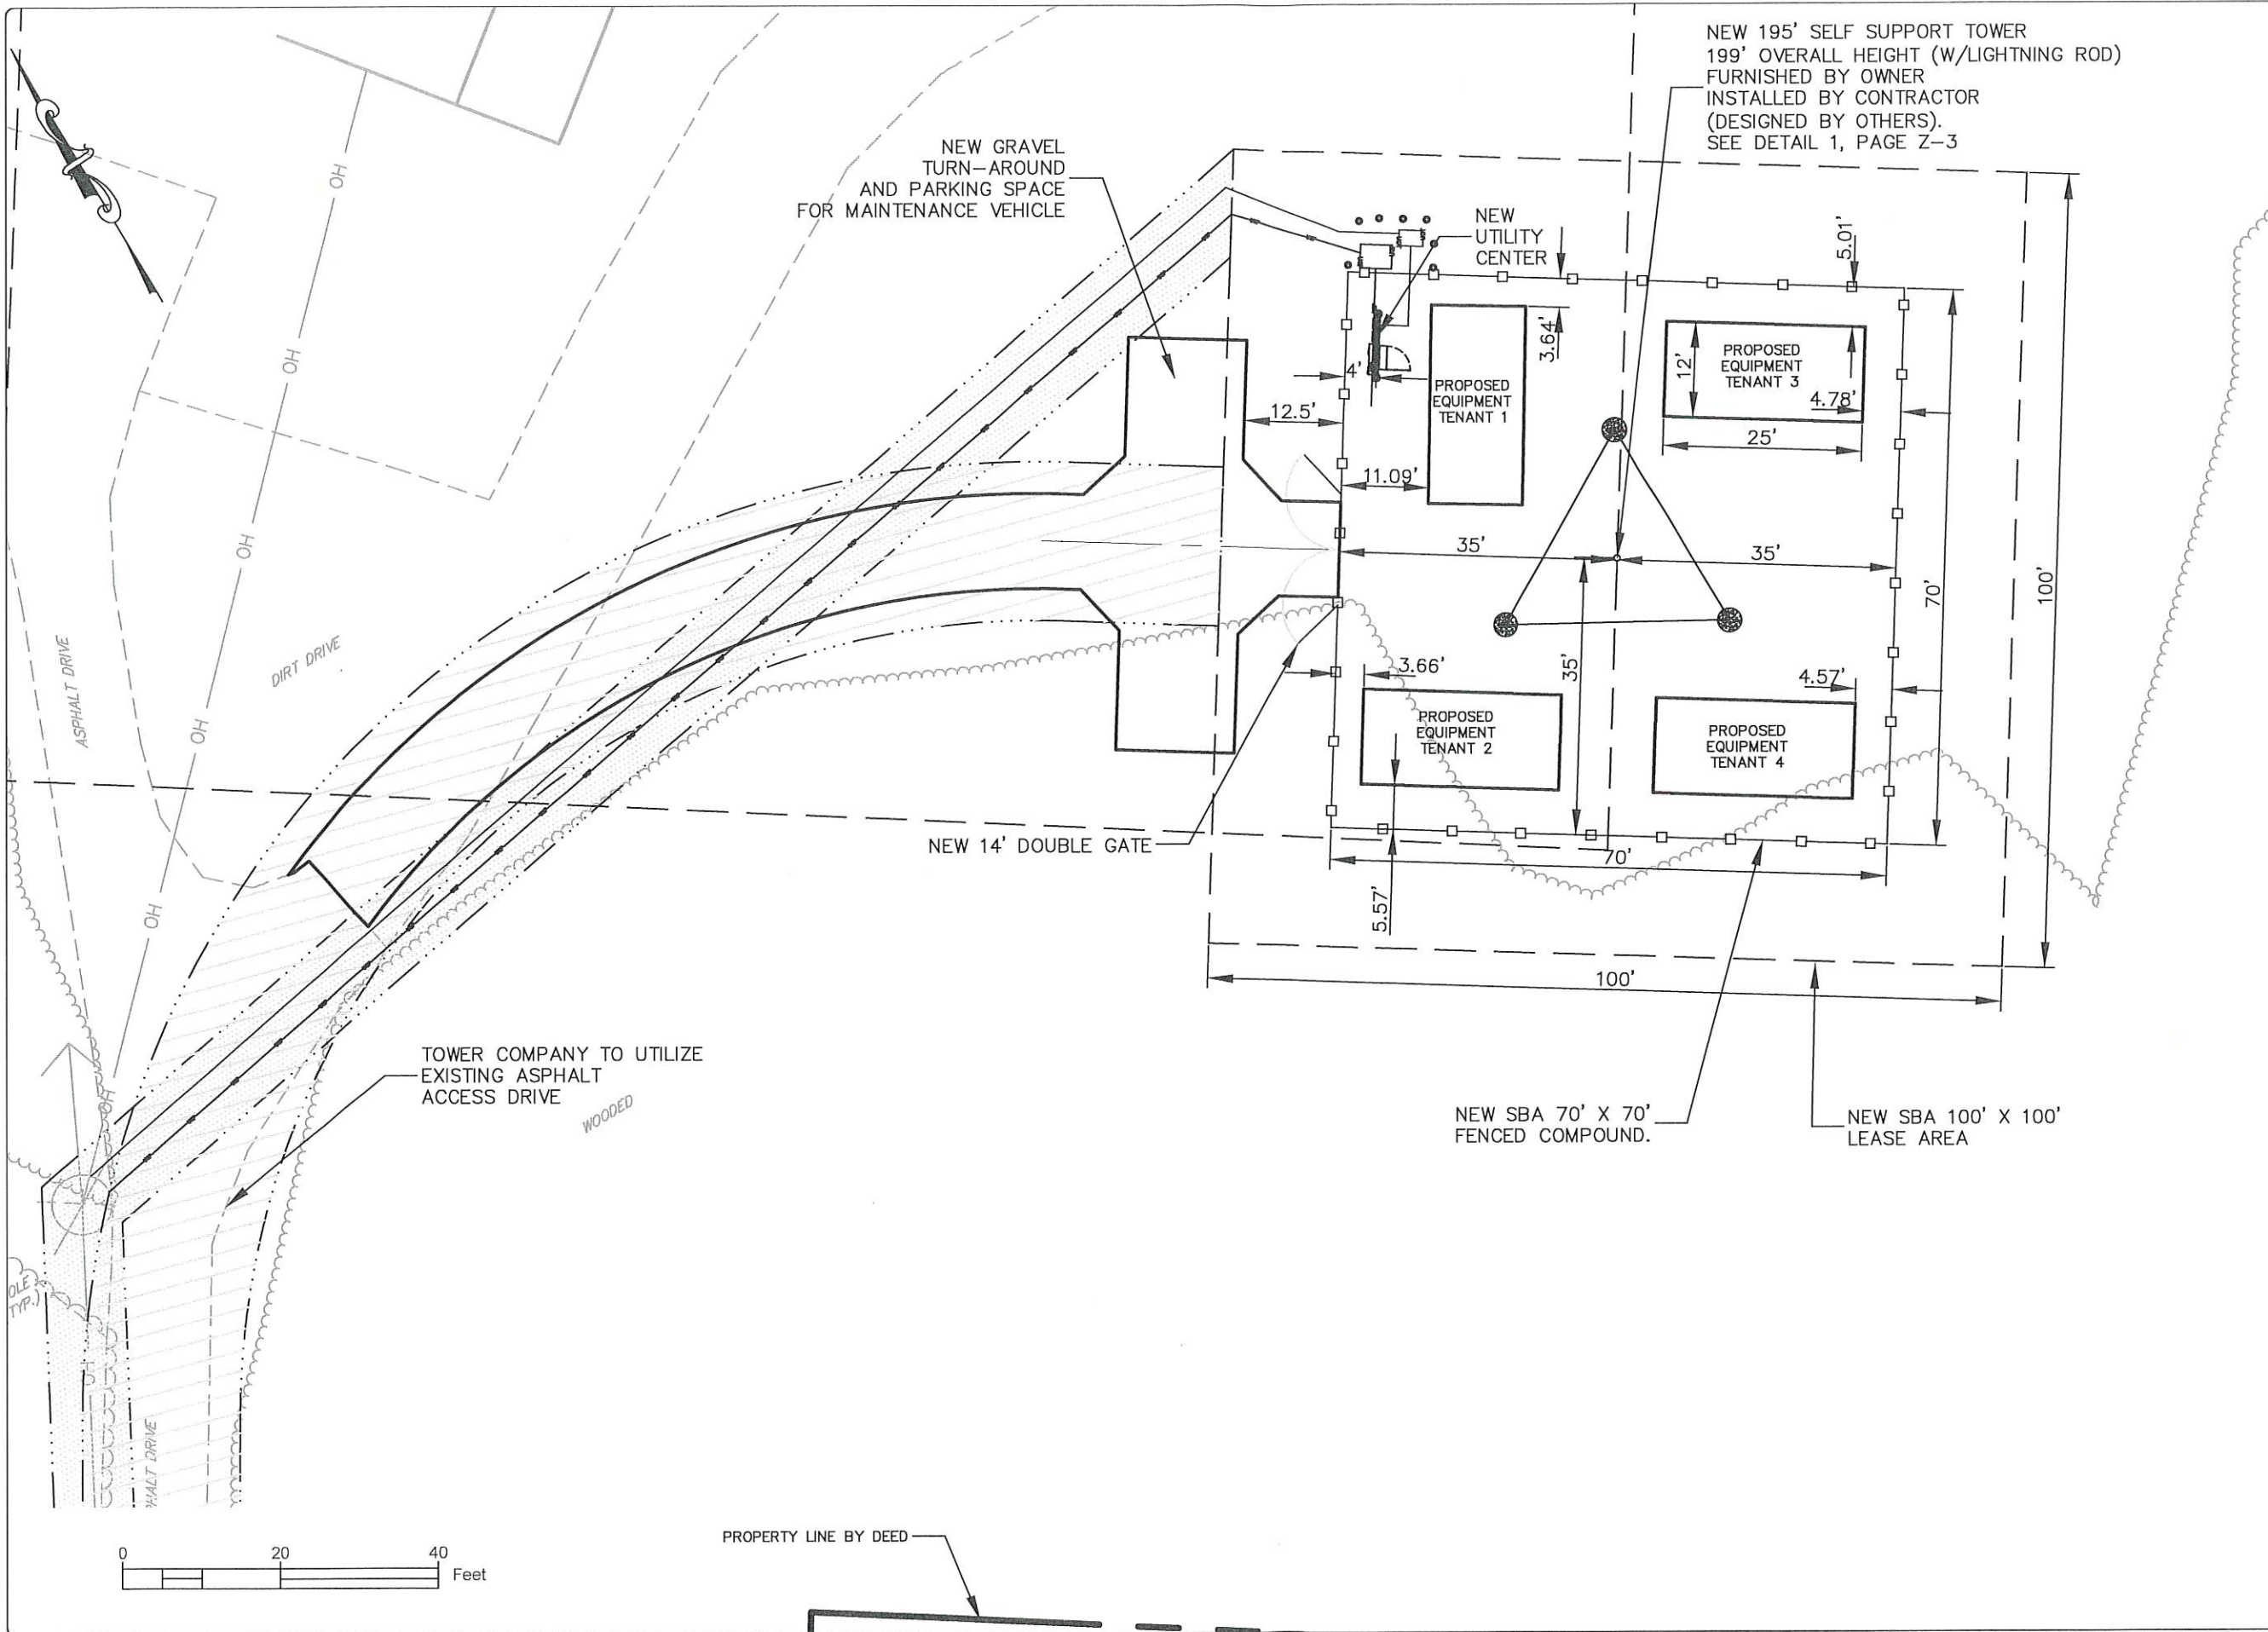 NEW 195' SELF SUPPORT TOWER
199' OVERALL HEIGHT (W/LIGHTNING ROD)
FURNISHED BY OWNER
INSTALLED BY CONTRACTOR
(DESIGNED BY OTHERS).
SEE DETAIL 1, PAGE Z-3
NEW GRAVEL
TURN-AROUND
AND PARKING SPACE
FOR MAINTENANCE VEHICLE
NEW
UTILITY
CENTER
5.01'
3.64'
4'
12.5'
11.09'
PROPOSED
EQUIPMENT
TENANT 1
12'
PROPOSED
EQUIPMENT
TENANT 3
4.78'
25'
35'
35'
35'
70'
100'
OH
OH
OH
OH
OH
OH
ASPHALT DRIVE
DIRT DRIVE
3.66'
PROPOSED
EQUIPMENT
TENANT 2
4.57'
PROPOSED
EQUIPMENT
TENANT 4
NEW 14' DOUBLE GATE
70'
5.57'
100'
TOWER COMPANY TO UTILIZE
EXISTING ASPHALT
ACCESS DRIVE
WOODED
NEW SBA 70' X 70'
FENCED COMPOUND.
NEW SBA 100' X 100'
LEASE AREA
OLE
TYP.)
PHALT DRIVE
0 20 40
Feet
PROPERTY LINE BY DEED